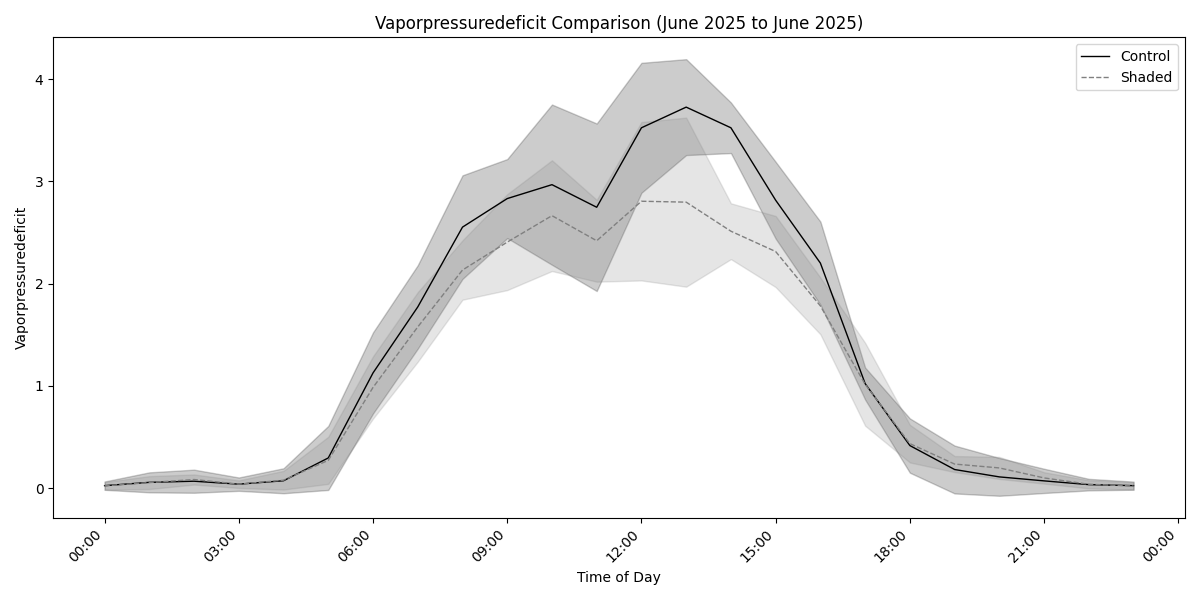 Vaporpressuredeficit Comparison (June 2025 to June 2025)
Control
Shaded
Vaporpressuredeficit
4
3
2
1
0
00:00
03:00
06:00
09:00
12:00
15:00
18:00
21:00
00:00
Time of Day